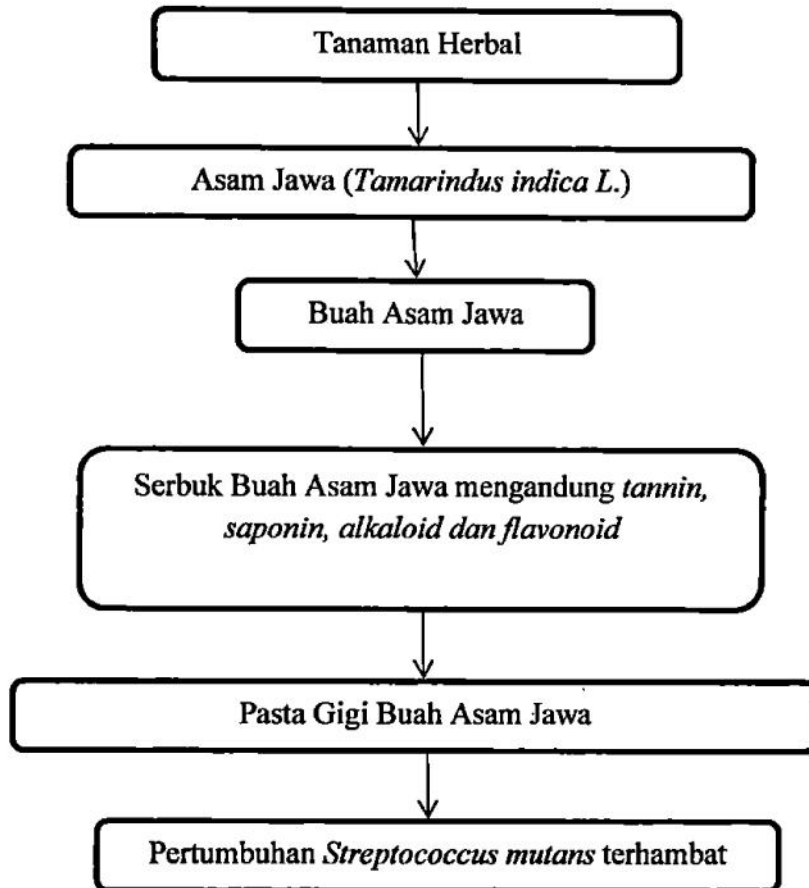 Tanaman Herbal
Asam Jawa (Tamarindus indica L.)
Buah Asam Jawa
Serbuk Buah Asam Jawa mengandung tannin,
saponin, alkaloid dan flavonoid
Pasta Gigi Buah Asam Jawa
Pertumbuhan Streptococcus mutans terhambat